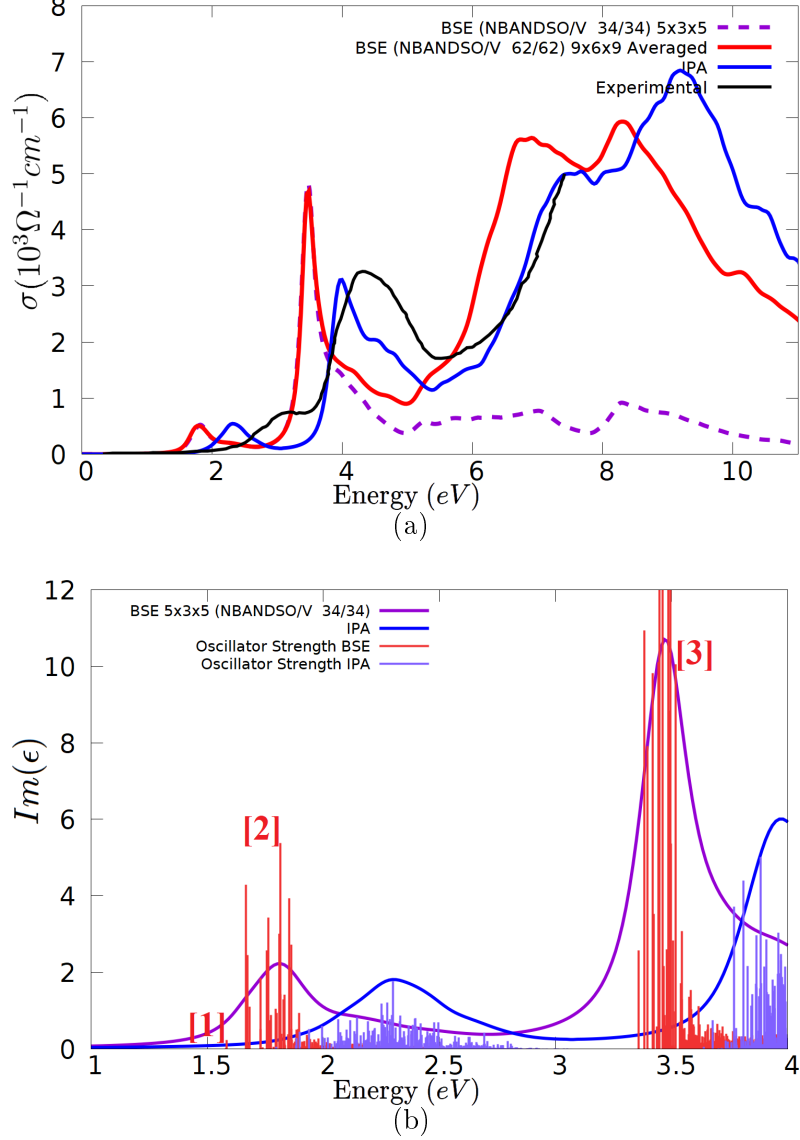 8
7
6
5
4
3
2
1
0
σ(10³Ω⁻¹cm⁻¹)
BSE (NBANDSO/V 34/34) 5x3x5
BSE (NBANDSO/V 62/62) 9x6x9 Averaged
IPA
Experimental
0 2 4 6 8 10
Energy (eV)
(a)
12
10
8
6
4
2
0
Im(ϵ)
BSE 5x3x5 (NBANDSO/V 34/34)
IPA
Oscillator Strength BSE
Oscillator Strength IPA
[3]
[2]
[1]
1 1.5 2 2.5 3 3.5 4
Energy (eV)
(b)